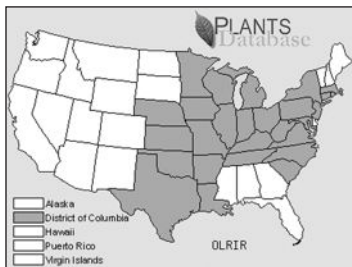 PLANTS
Database
Alaska
District of Columbia
Hawaii
Puerto Rico
Virgin Islands
OLRIR